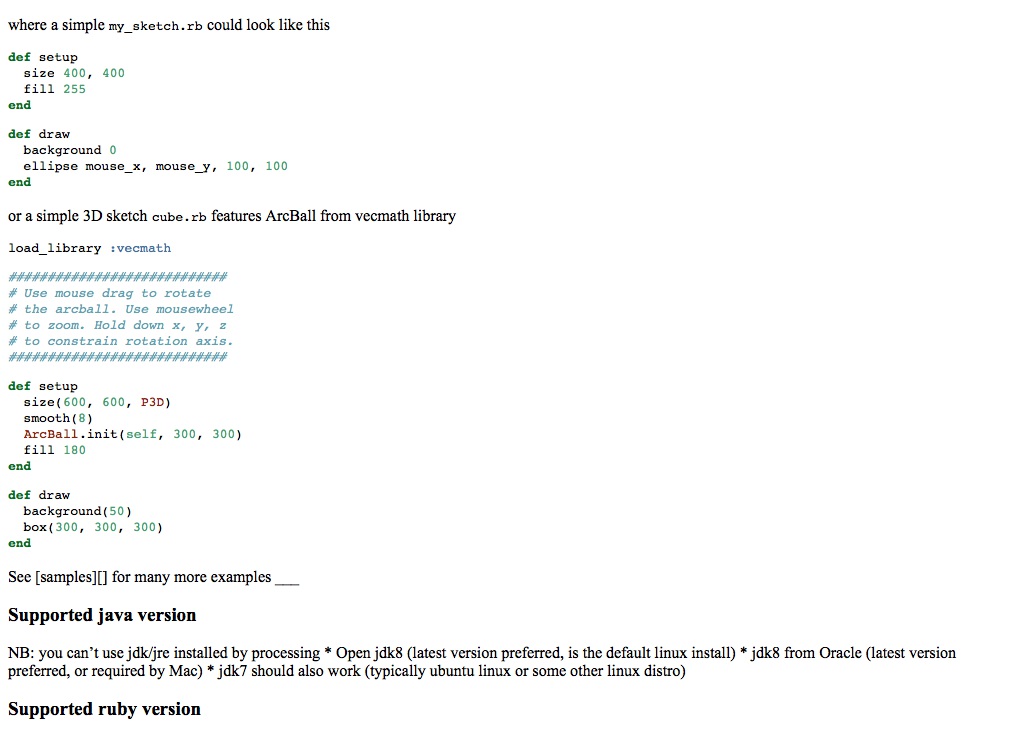 where a simple my_sketch.rb could look like this
def setup
  size 400, 400
  fill 255
end
def draw
  background 0
  ellipse mouse_x, mouse_y, 100, 100
end
or a simple 3D sketch cube.rb features ArcBall from vecmath library
load_library :vecmath
############################
# Use mouse drag to rotate
# the arcball. Use mousewheel
# to zoom. Hold down x, y, z
# to constrain rotation axis.
############################
def setup
  size(600, 600, P3D)
  smooth(8)
  ArcBall.init(self, 300, 300)
  fill 180
end
def draw
  background(50)
  box(300, 300, 300)
end
See [samples][] for many more examples ___
Supported java version
NB: you can’t use jdk/jre installed by processing * Open jdk8 (latest version preferred, is the default linux install) * jdk8 from Oracle (latest version
preferred, or required by Mac) * jdk7 should also work (typically ubuntu linux or some other linux distro)
Supported ruby version